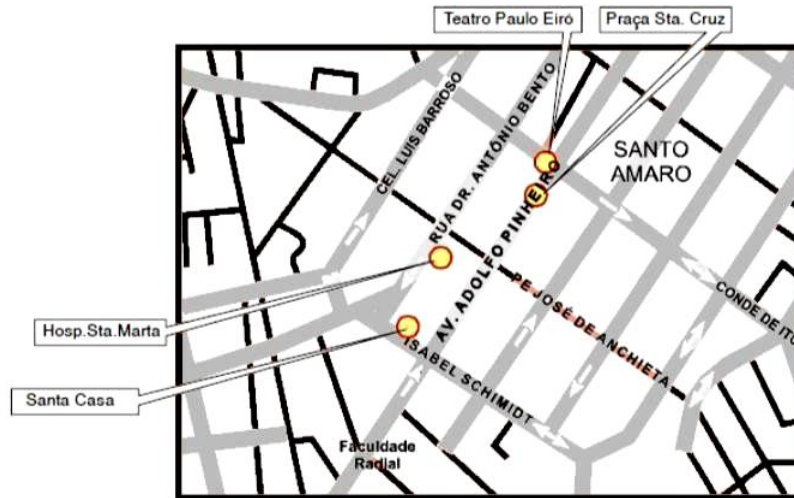 Teatro Paulo Eiró
Praça Sta. Cruz
CEL. LUIS BARROSO
RUA DR. ANTÔNIO BENTO
SANTO
AMARO
AV. ADOLFO PINHEIRO
PE JOSÉ DE ANCHIETA
CONDE DE ITU
Hosp.Sta.Marta
ISABEL SCHIMIDT
Santa Casa
Faculdade
Radial